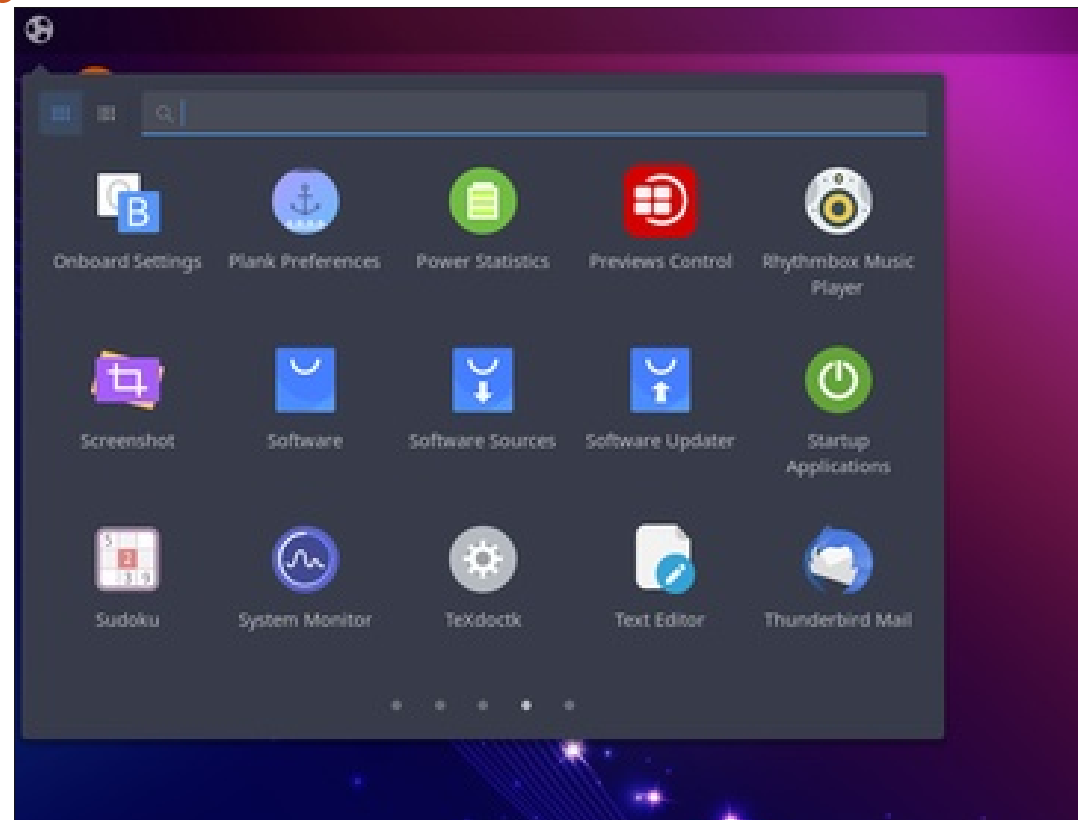 Onboard Settings
Plank Preferences
Power Statistics
Previews Control
Rhythmbox Music
Player
Screenshot
Software
Software Sources
Software Updater
Startup
Applications
Sudoku
System Monitor
TeXdoctk
Text Editor
Thunderbird Mail